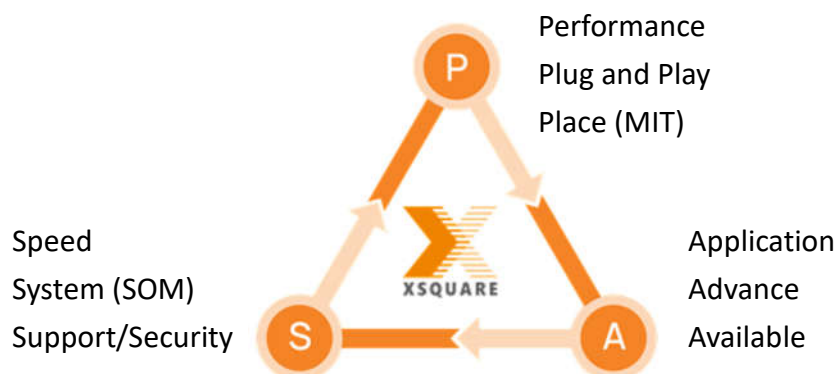 Performance
Plug and Play
Place (MIT)
P
XSQUARE
Speed
System (SOM)
Support/Security
S
A
Application
Advance
Available